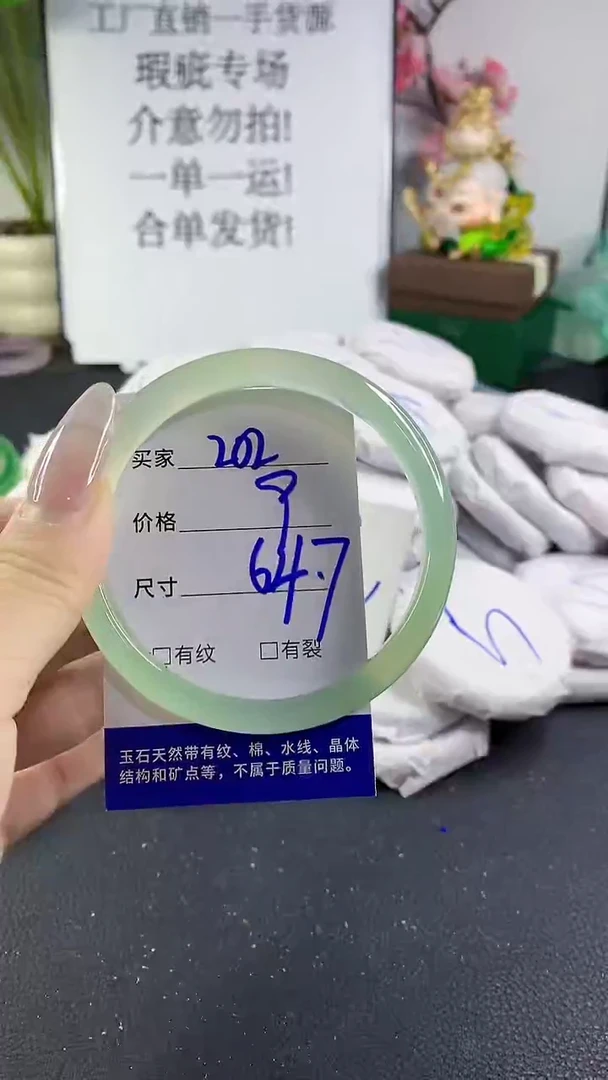 工厂直销一手货源
瑕疵专场
介意勿拍!
一单一运!
合单发货!
买家 202
价格
尺寸 64.7
□有纹 □有裂
玉石天然带有纹、棉、水线、晶体
结构和矿点等，不属于质量问题。